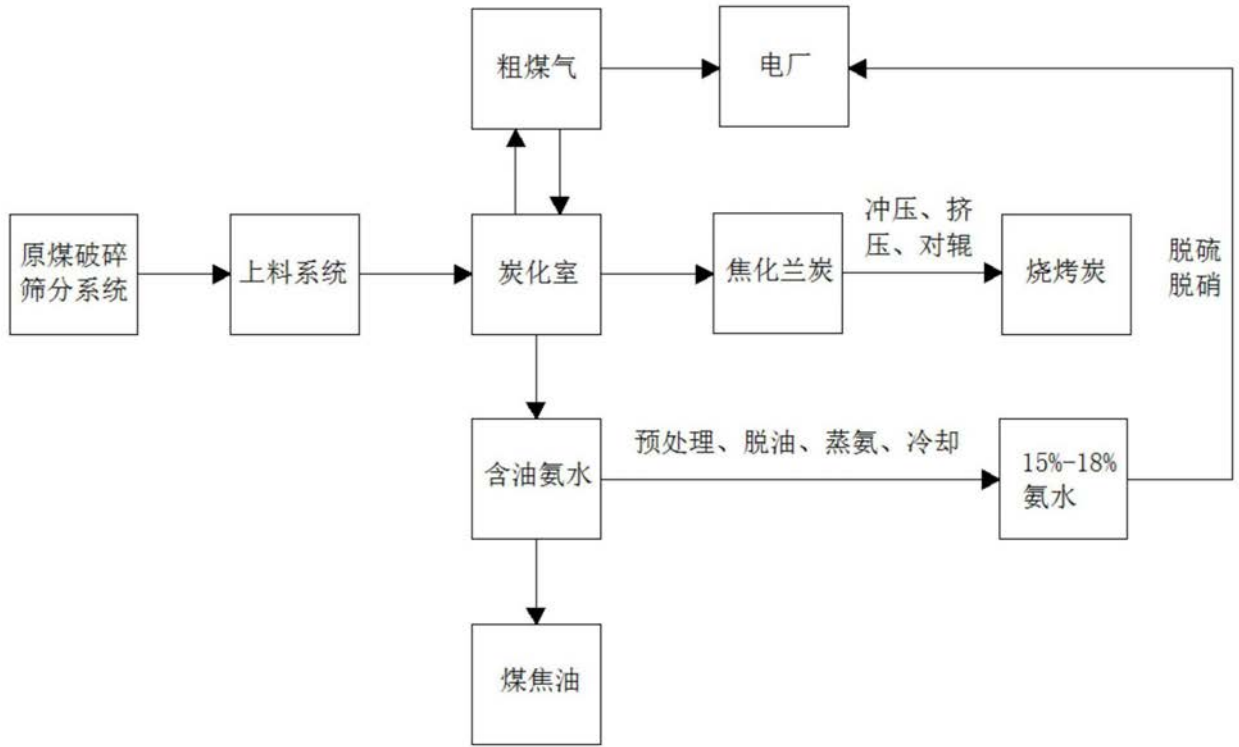 粗煤气
电厂
原煤破碎
筛分系统
上料系统
炭化室
焦化兰炭
冲压、挤
压、对辊
烧烤炭
脱硫
脱硝
含油氨水
预处理、脱油、蒸氨、冷却
15%-18%
氨水
煤焦油